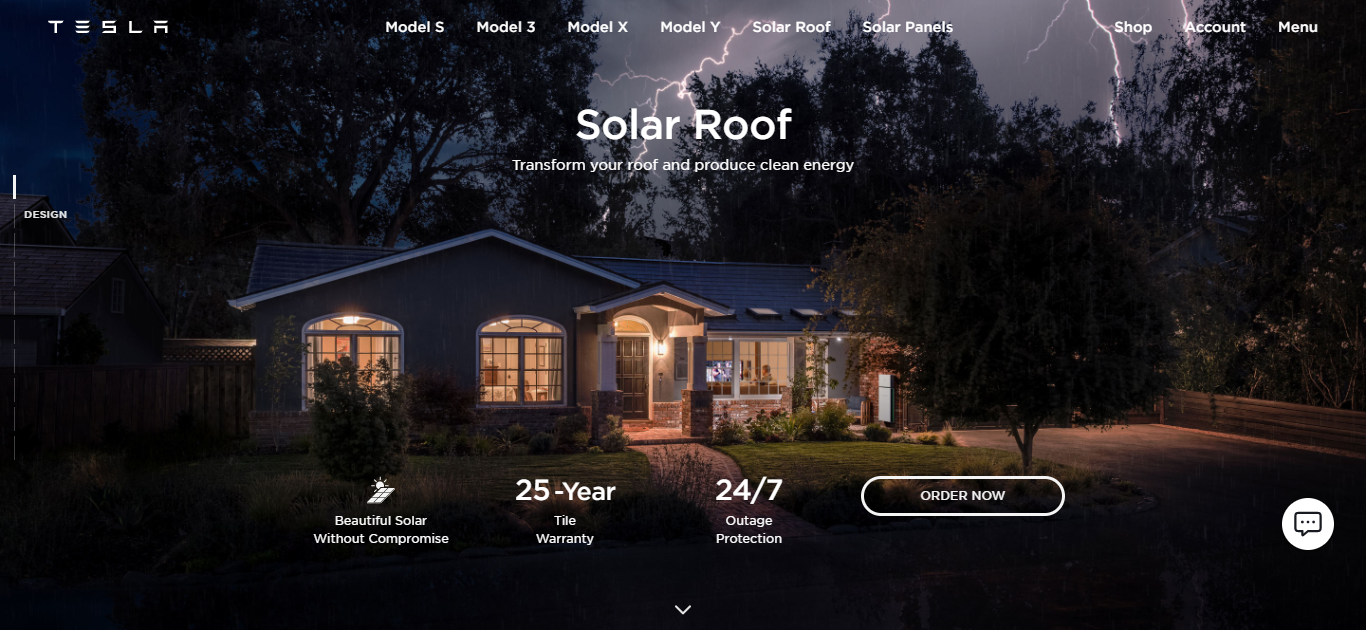 TESLA
Model S
Model 3
Model X
Model Y
Solar Roof
Solar Panels
Shop
Account
Menu
Solar Roof
Transform your roof and produce clean energy
DESIGN
Beautiful Solar
Without Compromise
25-Year
Tile
Warranty
24/7
Outage
Protection
ORDER NOW